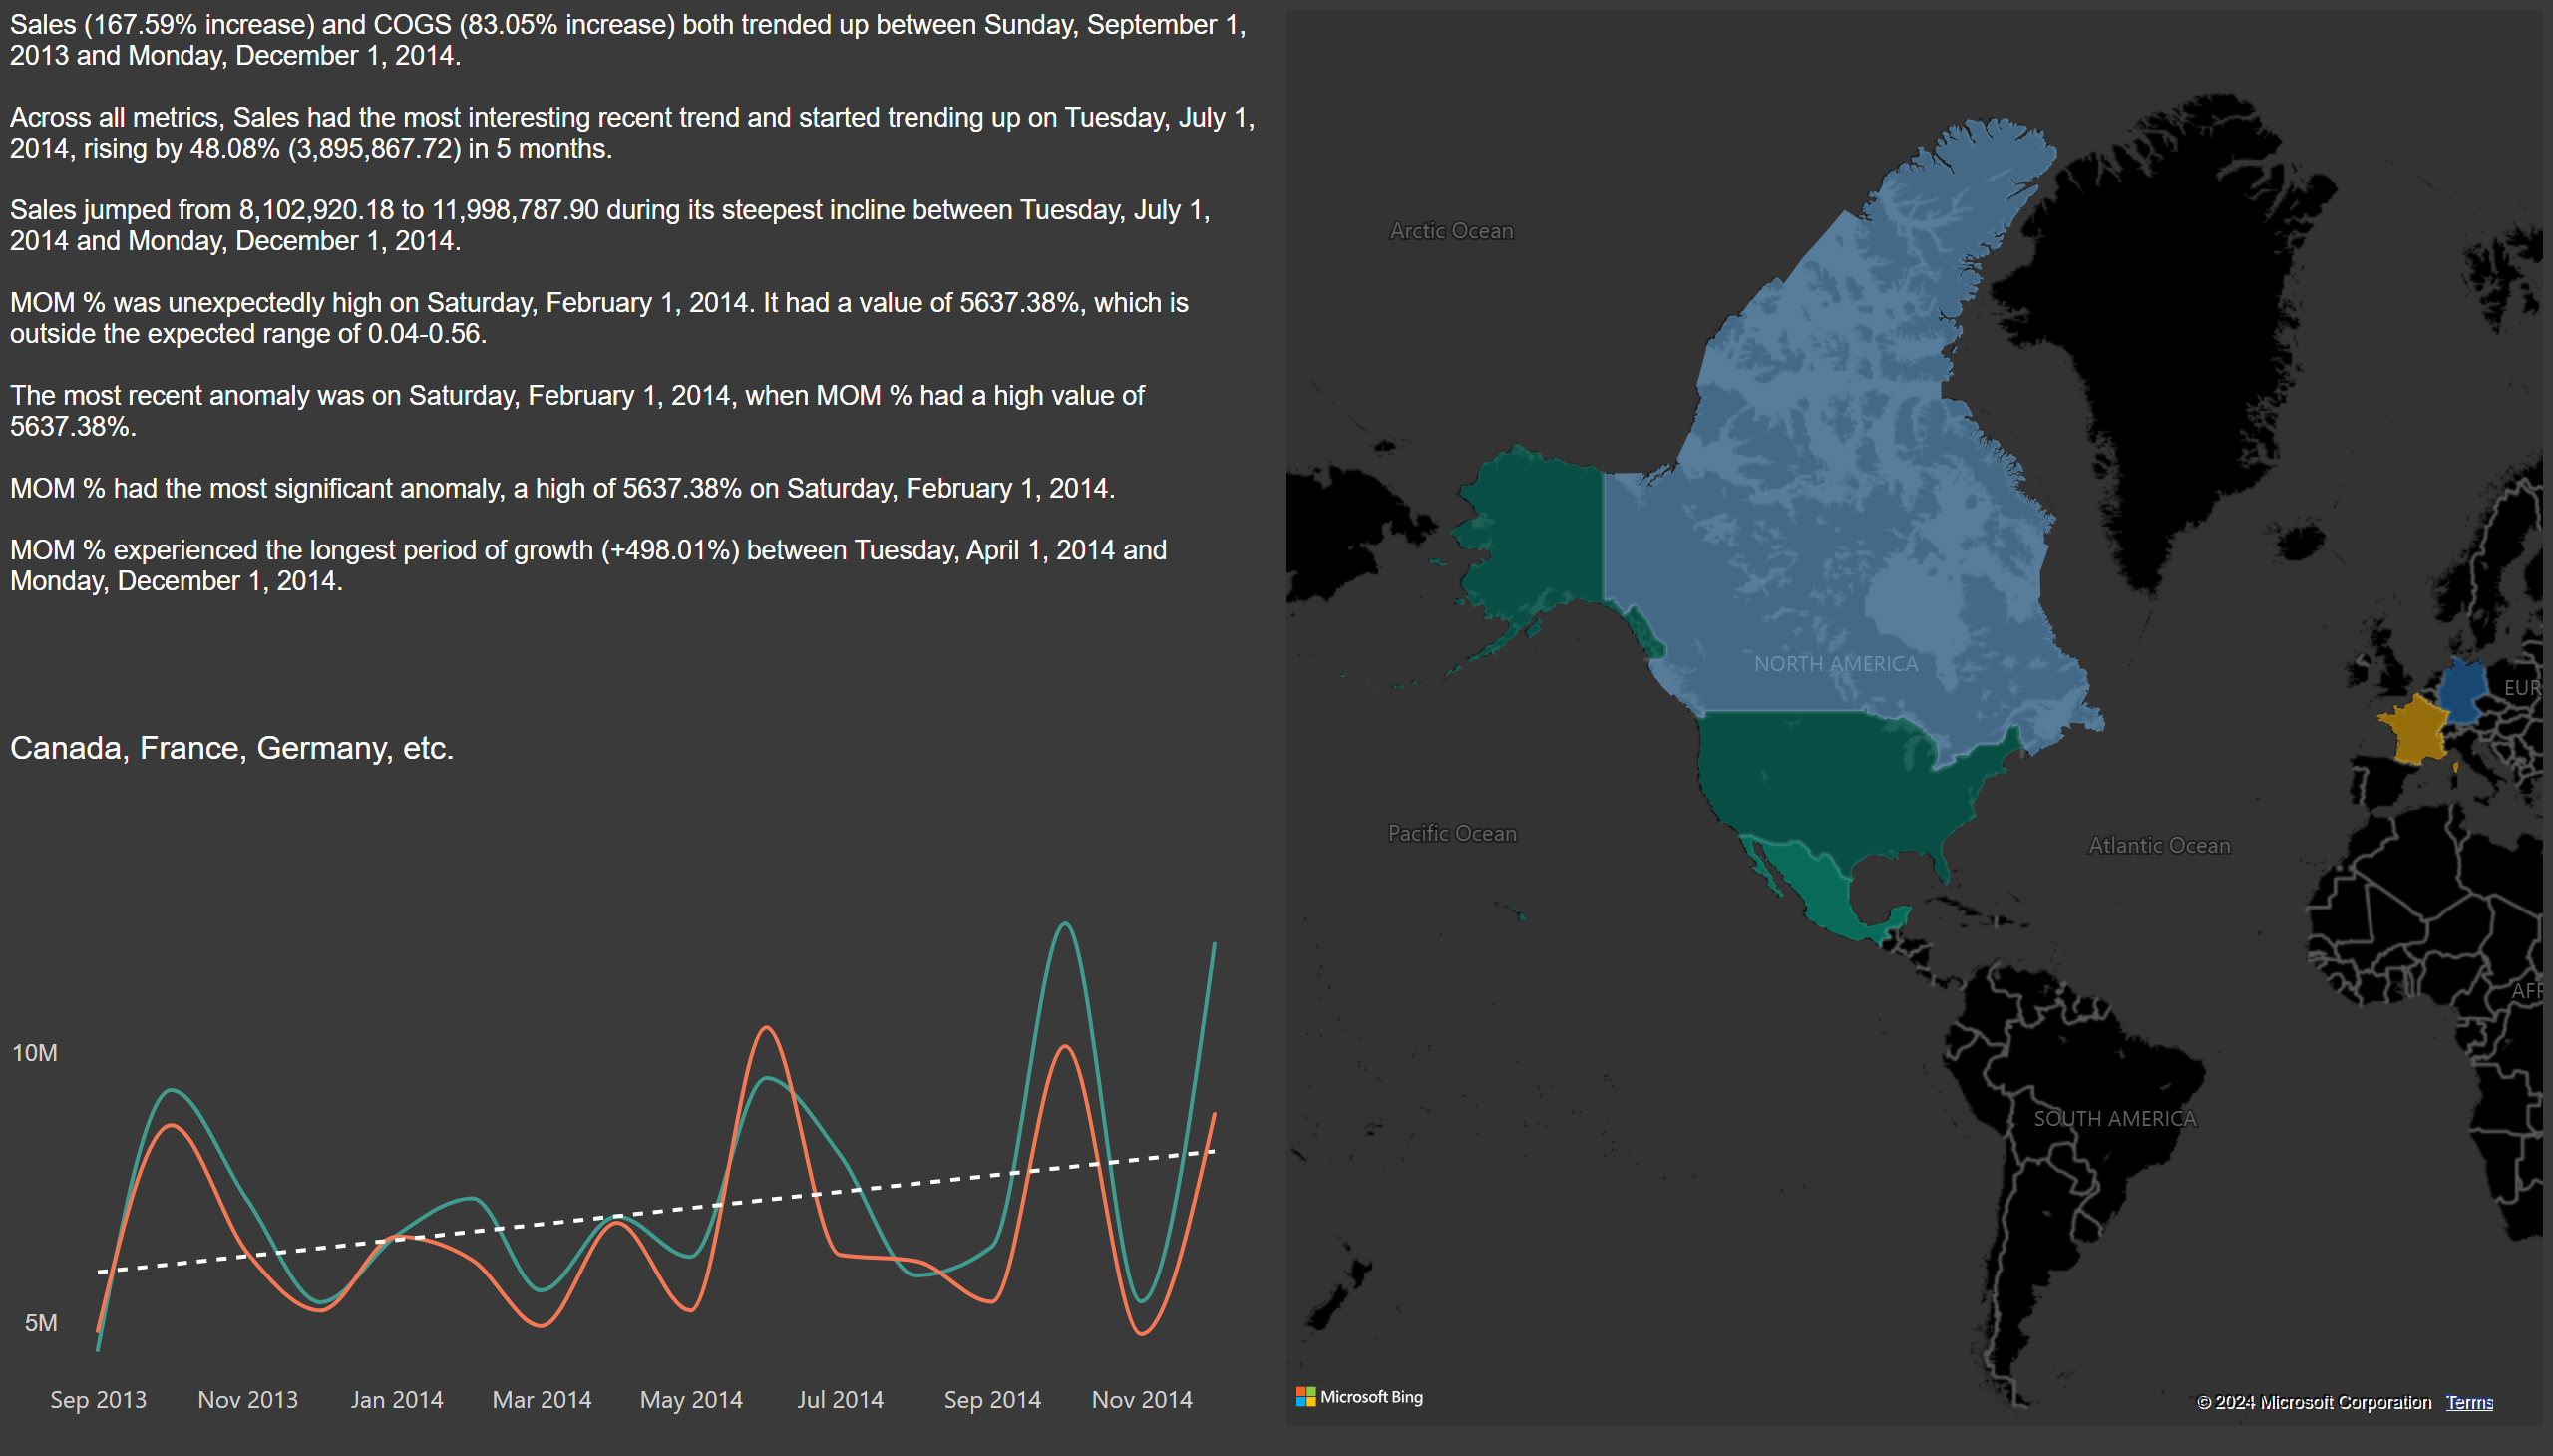 Sales (167.59% increase) and COGS (83.05% increase) both trended up between Sunday, September 1,
2013 and Monday, December 1, 2014.
Across all metrics, Sales had the most interesting recent trend and started trending up on Tuesday, July 1,
2014, rising by 48.08% (3,895,867.72) in 5 months.
Sales jumped from 8,102,920.18 to 11,998,787.90 during its steepest incline between Tuesday, July 1,
2014 and Monday, December 1, 2014.
MOM % was unexpectedly high on Saturday, February 1, 2014. It had a value of 5637.38%, which is
outside the expected range of 0.04-0.56.
The most recent anomaly was on Saturday, February 1, 2014, when MOM % had a high value of
5637.38%.
MOM % had the most significant anomaly, a high of 5637.38% on Saturday, February 1, 2014.
MOM % experienced the longest period of growth (+498.01%) between Tuesday, April 1, 2014 and
Monday, December 1, 2014.
Canada, France, Germany, etc.
10M
5M
Sep 2013 Nov 2013 Jan 2014 Mar 2014 May 2014 Jul 2014 Sep 2014 Nov 2014
Arctic Ocean
NORTH AMERICA
EUR
Pacific Ocean
Atlantic Ocean
AFR
SOUTH AMERICA
Microsoft Bing
© 2024 Microsoft Corporation Terms